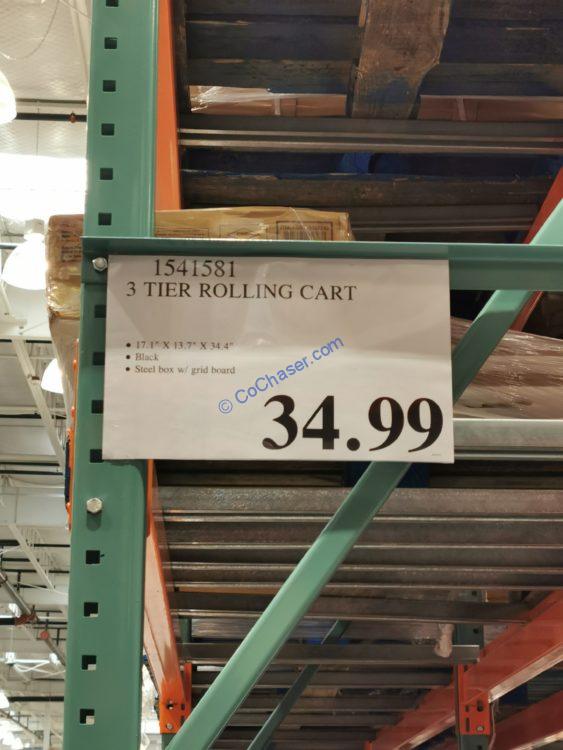 1541581
3 TIER ROLLING CART
• 17.1" X 13.7" X 34.4"
• Black
• Steel box w/ grid board
© CoChaser.com
34.99